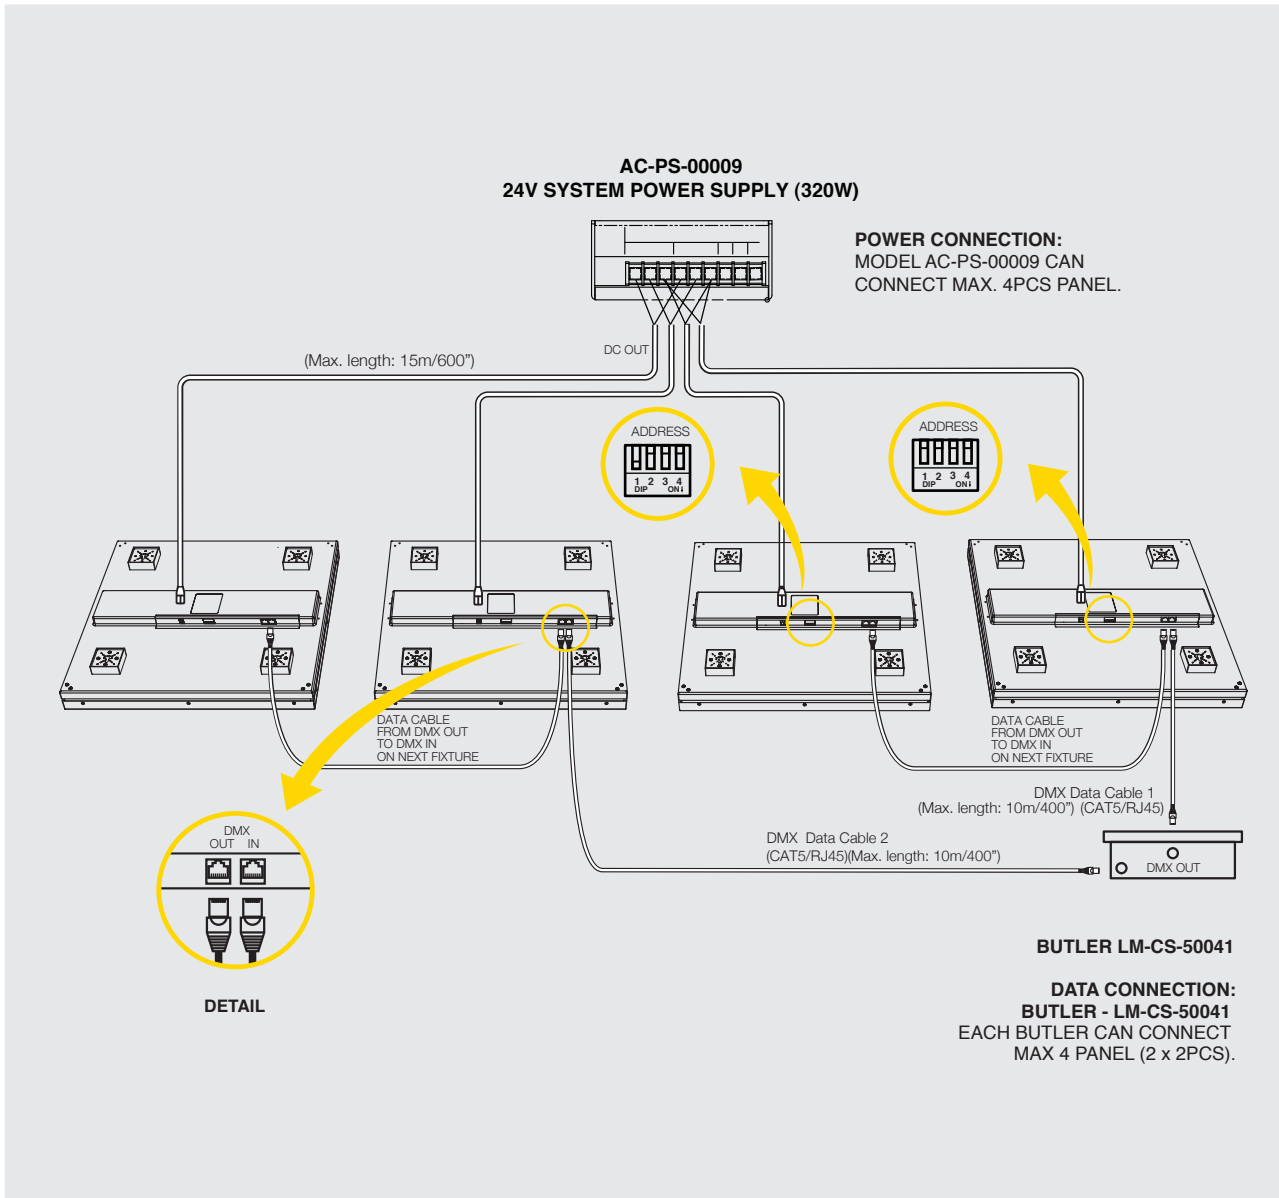 AC-PS-00009
24V SYSTEM POWER SUPPLY (320W)
POWER CONNECTION:
MODEL AC-PS-00009 CAN
CONNECT MAX. 4PCS PANEL.
DC OUT
(Max. length: 15m/600”)
ADDRESS
1 2 3 4
DIP ON↓
ADDRESS
1 2 3 4
DIP ON↓
DATA CABLE
FROM DMX OUT
TO DMX IN
ON NEXT FIXTURE
DATA CABLE
FROM DMX OUT
TO DMX IN
ON NEXT FIXTURE
DMX Data Cable 1
(Max. length: 10m/400”) (CAT5/RJ45)
DMX Data Cable 2
(CAT5/RJ45)(Max. length: 10m/400”)
DMX OUT
DMX
OUT IN
DETAIL
BUTLER LM-CS-50041
DATA CONNECTION:
BUTLER - LM-CS-50041
EACH BUTLER CAN CONNECT
MAX 4 PANEL (2 x 2PCS).